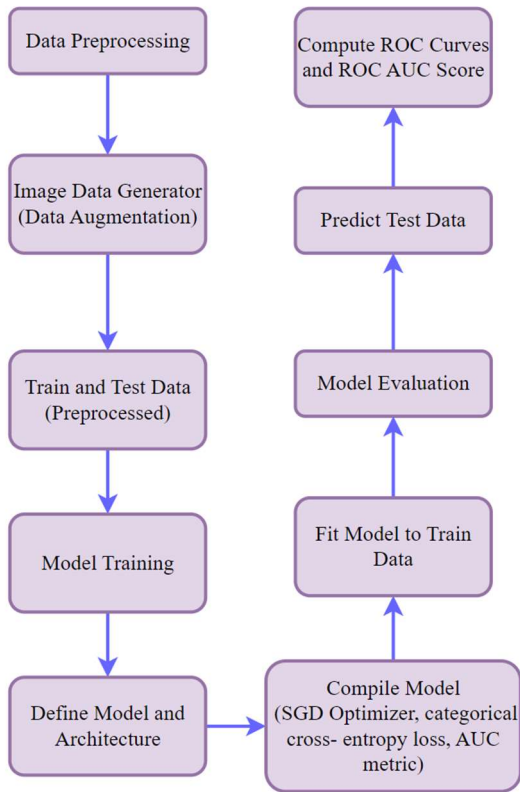 Data Preprocessing
Image Data Generator
(Data Augmentation)
Train and Test Data
(Preprocessed)
Model Training
Define Model and
Architecture
Compile Model
(SGD Optimizer, categorical
cross- entropy loss, AUC
metric)
Fit Model to Train
Data
Model Evaluation
Predict Test Data
Compute ROC Curves
and ROC AUC Score